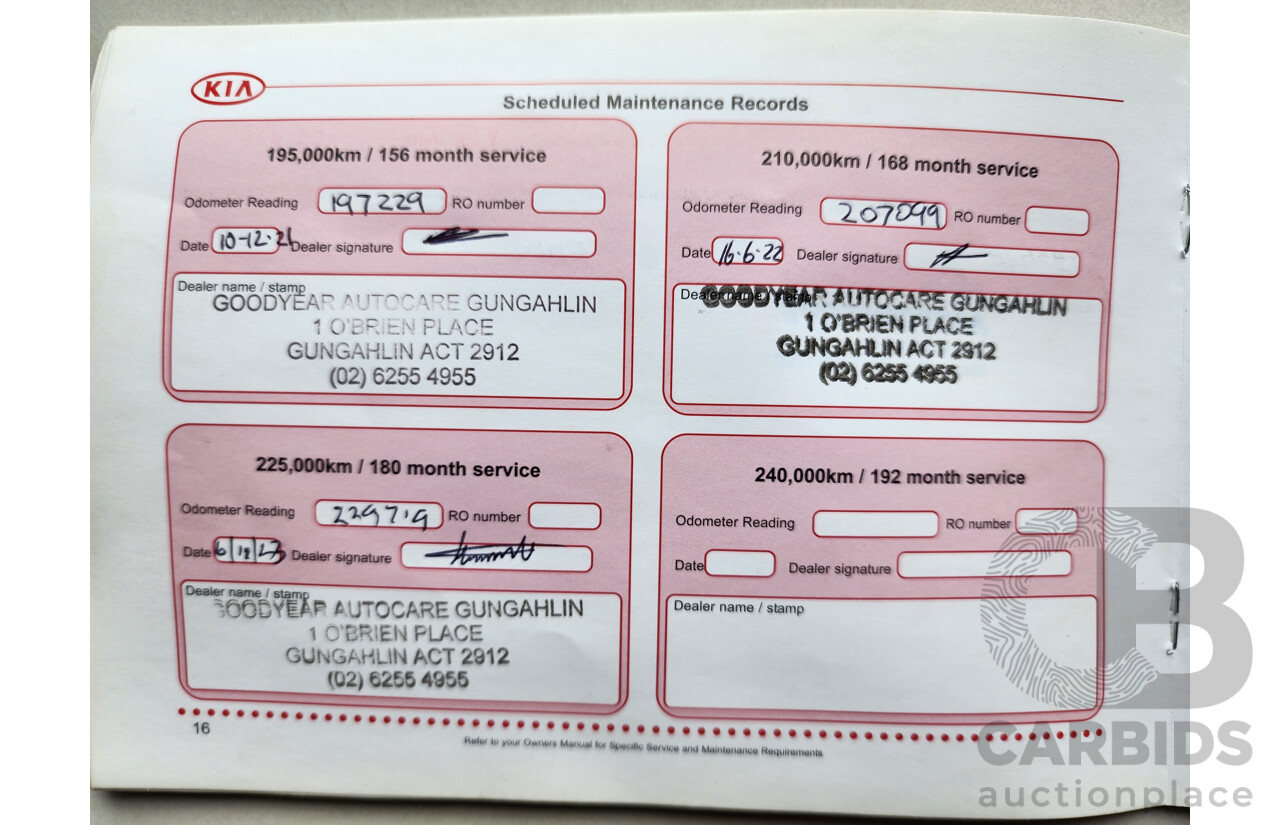 KIA
Scheduled Maintenance Records
195,000km / 156 month service
Odometer Reading 197229 RO number
Date 10-12-21 Dealer signature
Dealer name / stamp
GOODYEAR AUTOCARE GUNGAHLIN
1 O'BRIEN PLACE
GUNGAHLIN ACT 2912
(02) 6255 4955
210,000km / 168 month service
Odometer Reading 207099 RO number
Date 16·6·22 Dealer signature
Dealer name / stamp
GOODYEAR AUTOCARE GUNGAHLIN
1 O'BRIEN PLACE
GUNGAHLIN ACT 2912
(02) 6255 4955
225,000km / 180 month service
Odometer Reading 229719 RO number
Date Dealer signature
Dealer name / stamp
GOODYEAR AUTOCARE GUNGAHLIN
1 O'BRIEN PLACE
GUNGAHLIN ACT 2912
(02) 6255 4955
240,000km / 192 month service
Odometer Reading RO number
Date Dealer signature
Dealer name / stamp
16
Refer to your Owners Manual for Specific Service and Maintenance Requirements
CB
CARBIDS
auctionplace